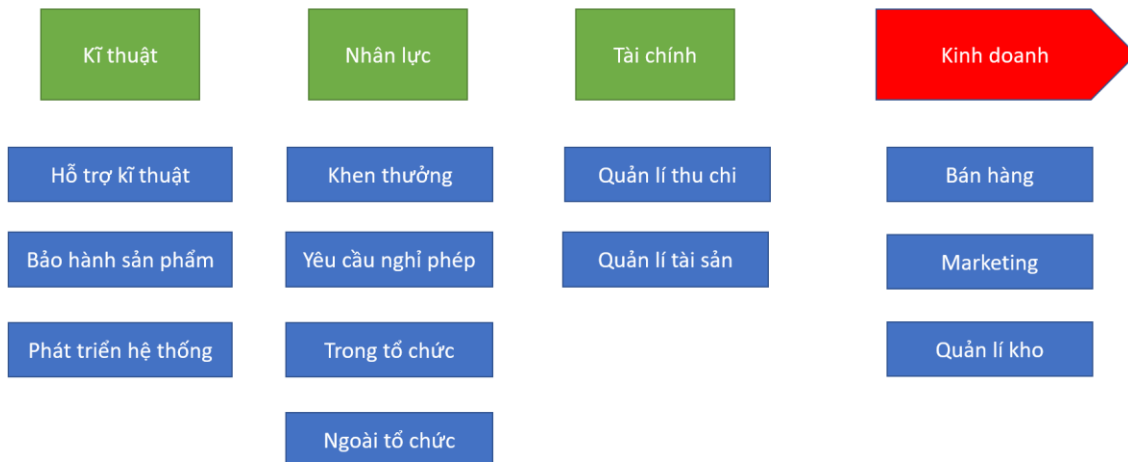 Kĩ thuật
Nhân lực
Tài chính
Kinh doanh
Hỗ trợ kĩ thuật
Khen thưởng
Quản lí thu chi
Bán hàng
Bảo hành sản phẩm
Yêu cầu nghỉ phép
Quản lí tài sản
Marketing
Phát triển hệ thống
Trong tổ chức
Quản lí kho
Ngoài tổ chức